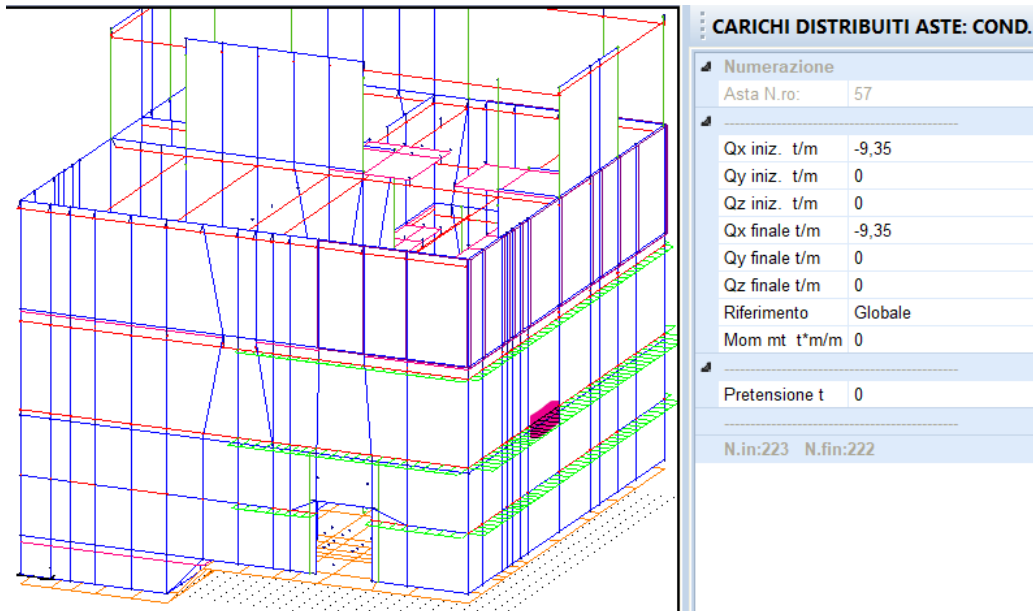 CARICHI DISTRIBUITI ASTE: COND.
Numerazione
Asta N.ro: 57
Qx iniz. t/m -9,35
Qy iniz. t/m 0
Qz iniz. t/m 0
Qx finale t/m -9,35
Qy finale t/m 0
Qz finale t/m 0
Riferimento Globale
Mom mt t*m/m 0
Pretensione t 0
N.in:223 N.fin:222